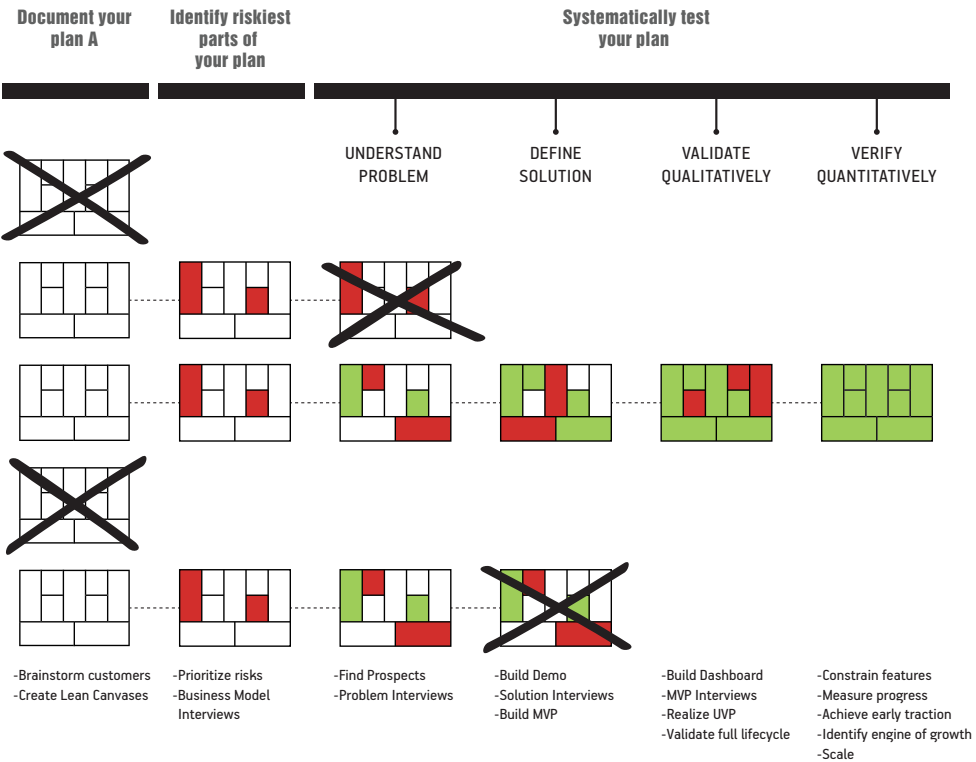 Document your
plan A
Identify riskiest
parts of
your plan
Systematically test
your plan
UNDERSTAND
PROBLEM
DEFINE
SOLUTION
VALIDATE
QUALITATIVELY
VERIFY
QUANTITATIVELY
-Brainstorm customers
-Create Lean Canvases
-Prioritize risks
-Business Model
Interviews
-Find Prospects
-Problem Interviews
-Build Demo
-Solution Interviews
-Build MVP
-Build Dashboard
-MVP Interviews
-Realize UVP
-Validate full lifecycle
-Constrain features
-Measure progress
-Achieve early traction
-Identify engine of growth
-Scale